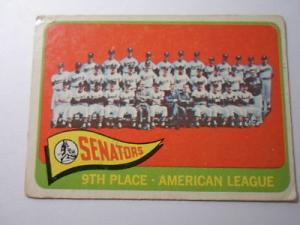 SENATORS
9TH PLACE · AMERICAN LEAGUE